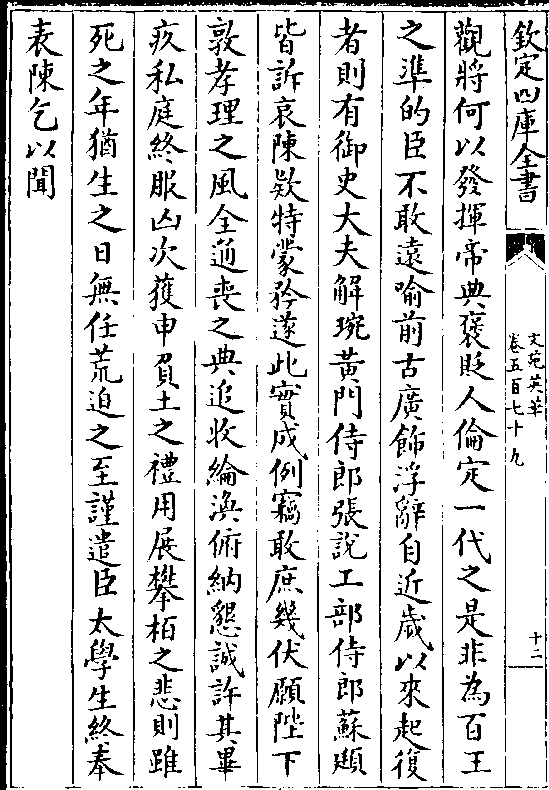 欽定四庫全書
文苑英華
卷五百七十九
十二
觀將何以發揮帝典褒貶人倫定一代之是非為百王
之準的臣不敢遠喻前古廣飾浮辭自近歲以來起復
者則有御史大夫解琬黄門侍郎張説工部侍郎蘇頲
皆訴哀陳欵特蒙矜遂此實成例竊敢庶幾伏願陛下
敦孝理之風全通喪之典追收綸渙俯納懇誠許其畢
疚私庭終服凶次獲申負土之禮用展攀栢之悲則雖
死之年猶生之日無任荒迫之至謹遣臣太學生終奉
表陳乞以聞